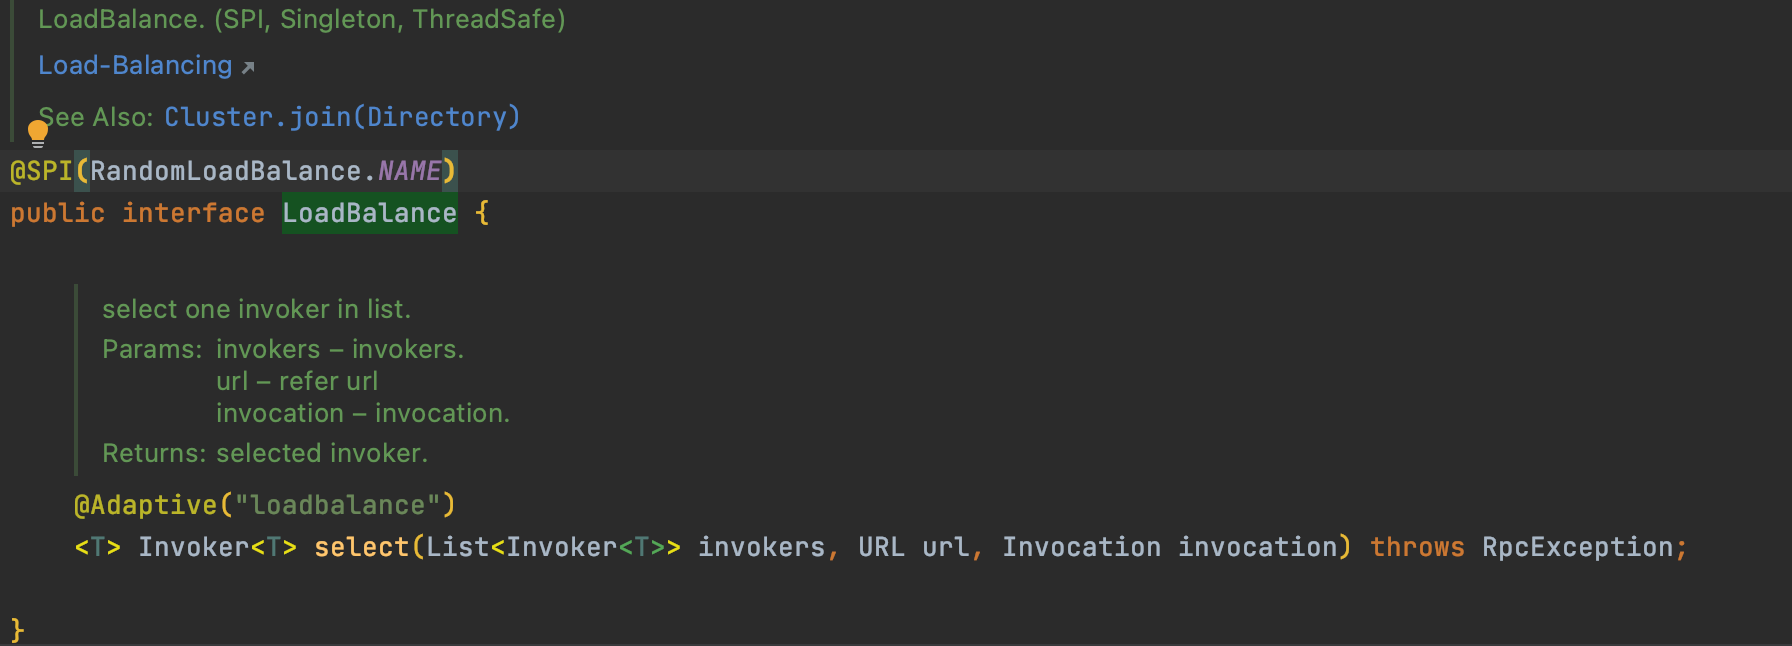 LoadBalance. (SPI, Singleton, ThreadSafe)
Load-Balancing ↗
See Also: Cluster.join(Directory)
@SPI(RandomLoadBalance.NAME)
public interface LoadBalance {
select one invoker in list.
Params: invokers – invokers.
url – refer url
invocation – invocation.
Returns: selected invoker.
@Adaptive("loadbalance")
<T> Invoker<T> select(List<Invoker<T>> invokers, URL url, Invocation invocation) throws RpcException;
}